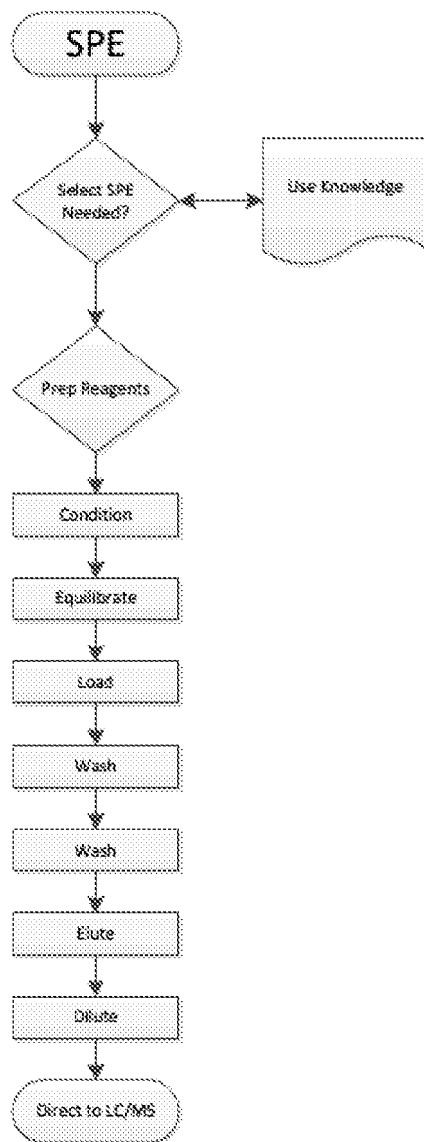 SPE
Select SPE
Needed?
Use Knowledge
Prep Reagents
Condition
Equilibrate
Load
Wash
Wash
Elute
Dilute
Direct to LC/MS